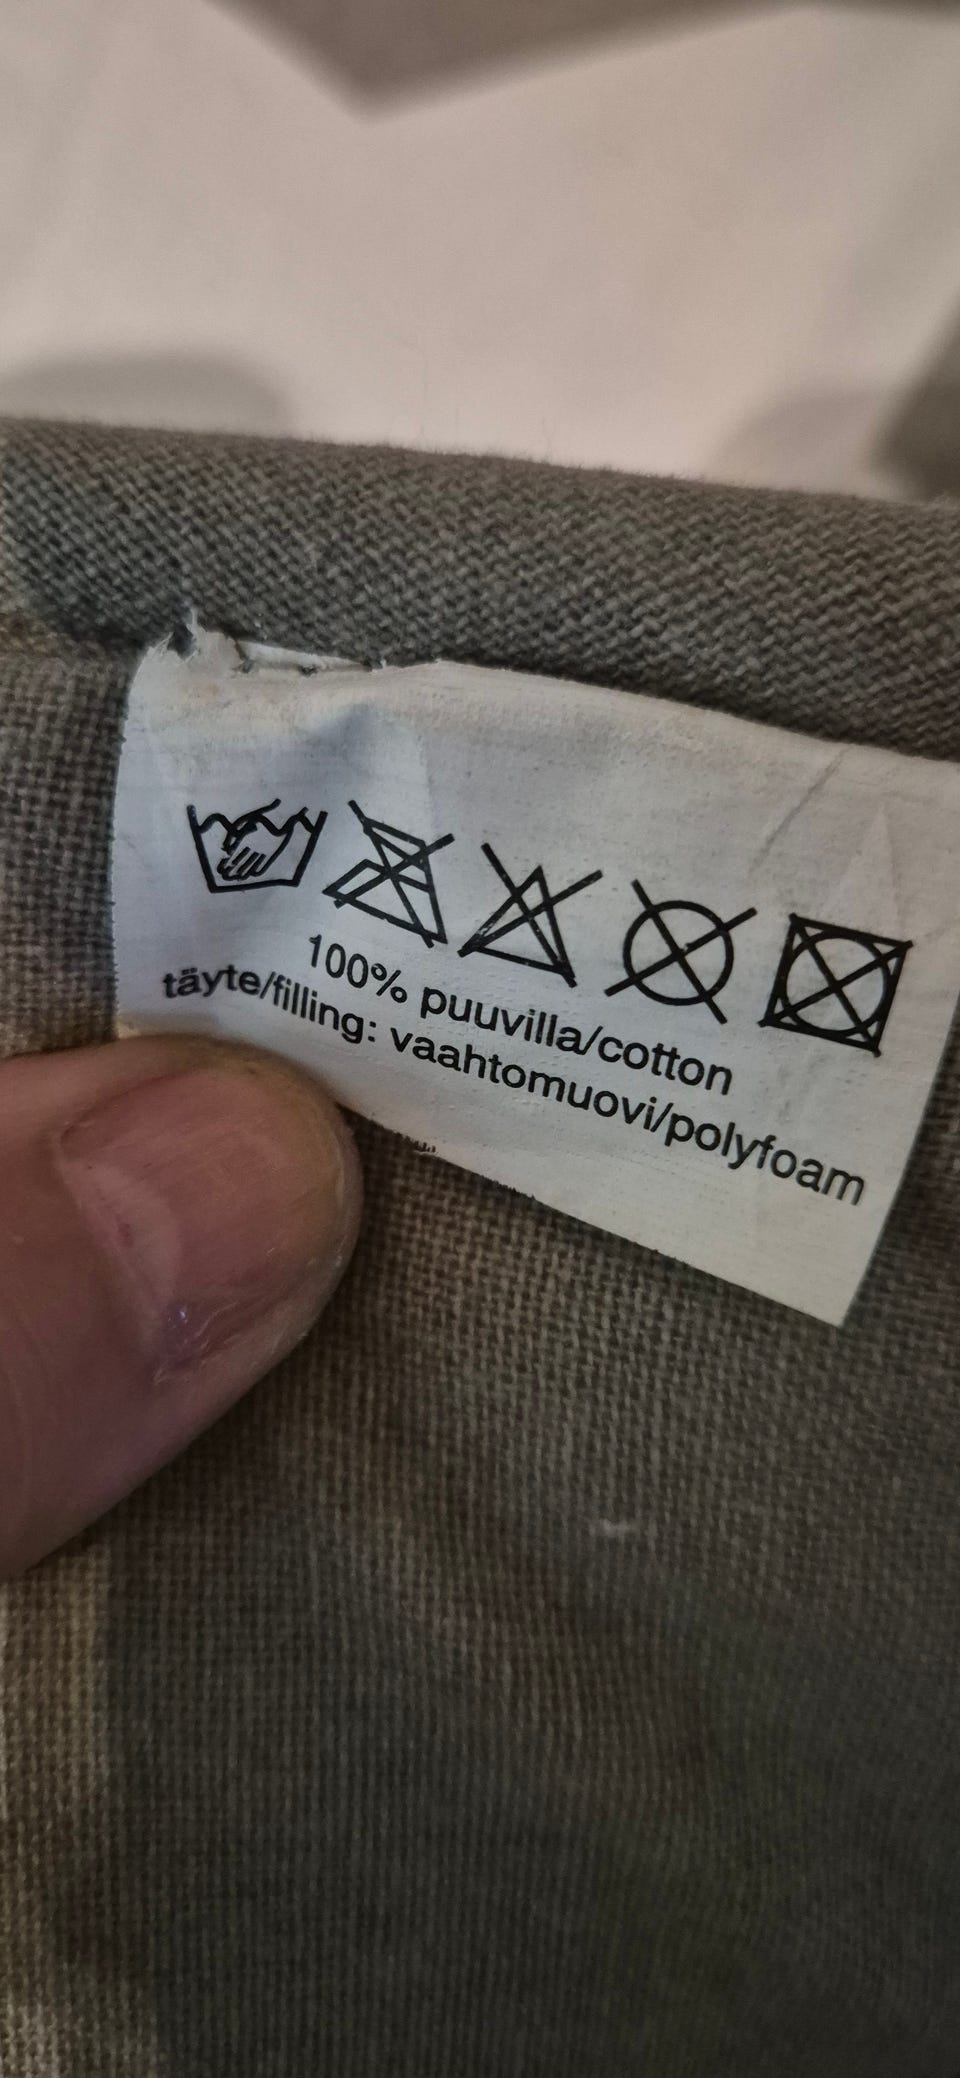 100% puuvilla/cotton
täyte/filling: vaahtomuovi/polyfoam